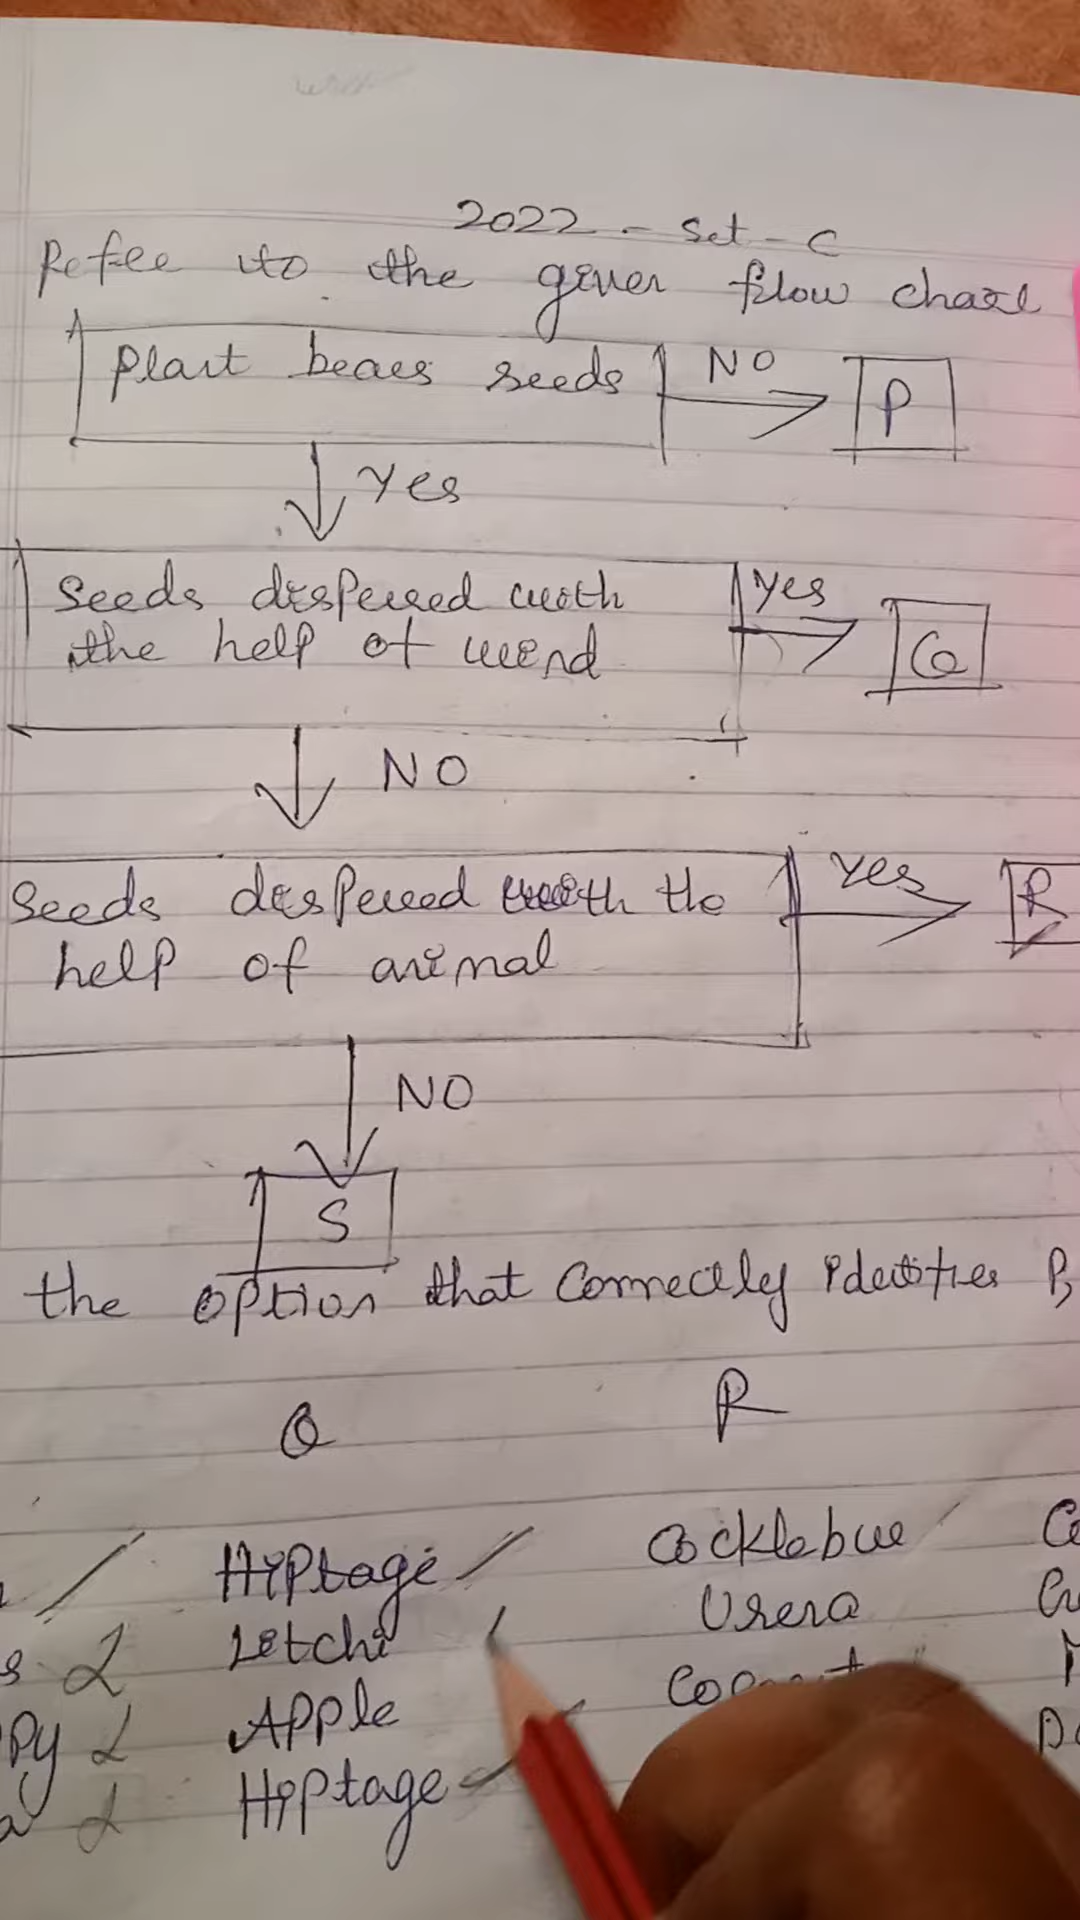 2022 - Set - C
Refer to the given flow chart
Plant bears seeds
NO
P
Yes
Seeds dispersed with
the help of wind
Yes
Q
NO
Seeds dispersed with the
help of animal
Yes
R
NO
S
the option that correctly identifies P,
Q R
Hiptage Cocklebur
Litchi Urena
Apple
Hiptage